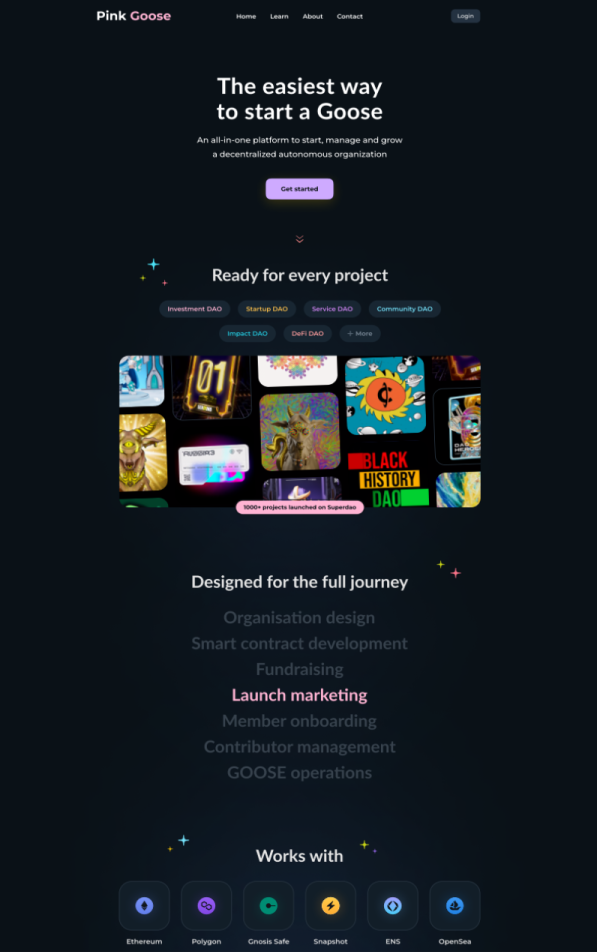 Pink Goose
Home Learn About Contact
Login
The easiest way
to start a Goose
An all-in-one platform to start, manage and grow
a decentralized autonomous organization
Get started
Ready for every project
Investment DAO Startup DAO Service DAO Community DAO
Impact DAO DeFi DAO + More
01
BLACK
HISTORY
DAO
1000+ projects launched on Superdao
Designed for the full journey
Organisation design
Smart contract development
Fundraising
Launch marketing
Member onboarding
Contributor management
GOOSE operations
Works with
Ethereum Polygon Gnosis Safe Snapshot ENS OpenSea